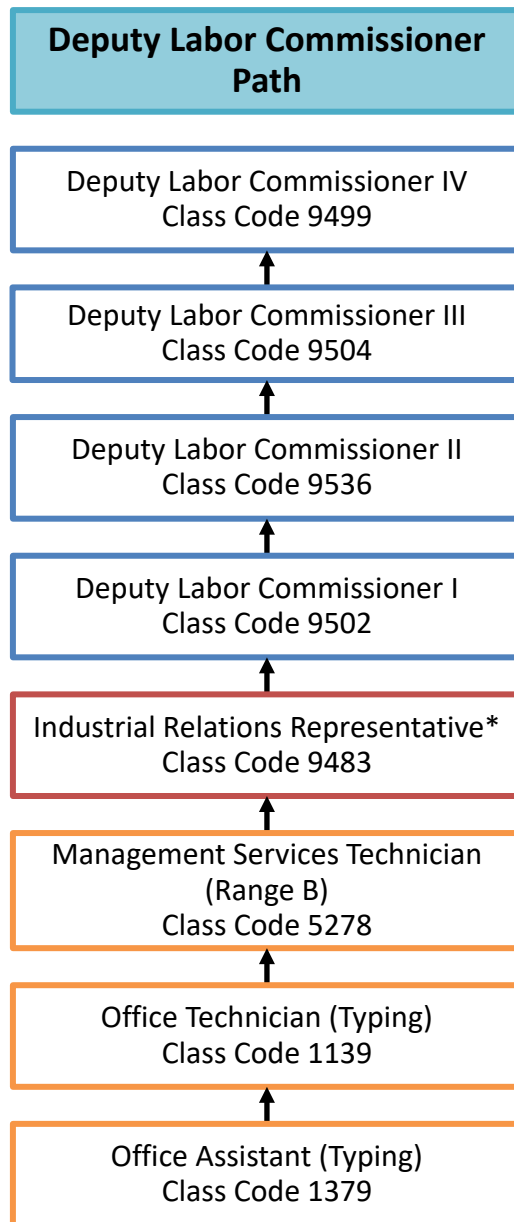 Deputy Labor Commissioner
Path
Deputy Labor Commissioner IV
Class Code 9499
Deputy Labor Commissioner III
Class Code 9504
Deputy Labor Commissioner II
Class Code 9536
Deputy Labor Commissioner I
Class Code 9502
Industrial Relations Representative*
Class Code 9483
Management Services Technician
(Range B)
Class Code 5278
Office Technician (Typing)
Class Code 1139
Office Assistant (Typing)
Class Code 1379